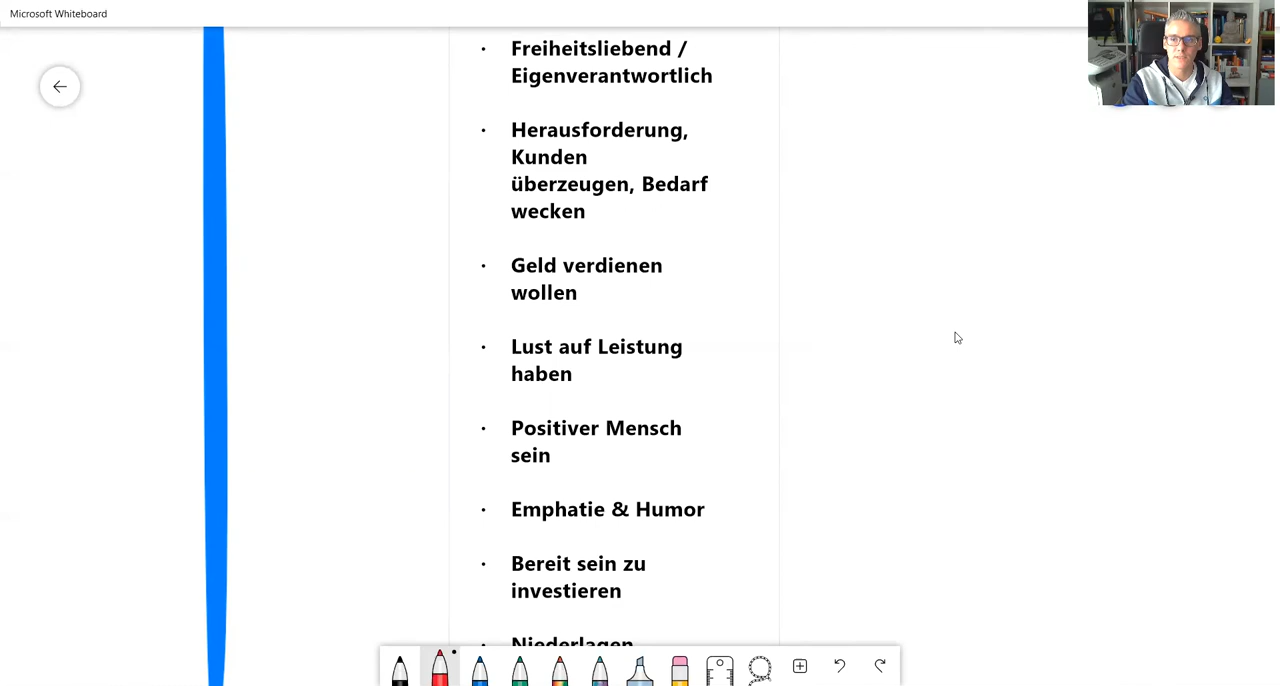 Microsoft Whiteboard
· Freiheitsliebend /
Eigenverantwortlich
· Herausforderung,
Kunden
überzeugen, Bedarf
wecken
· Geld verdienen
wollen
· Lust auf Leistung
haben
· Positiver Mensch
sein
· Emphatie & Humor
· Bereit sein zu
investieren
· Niederlagen